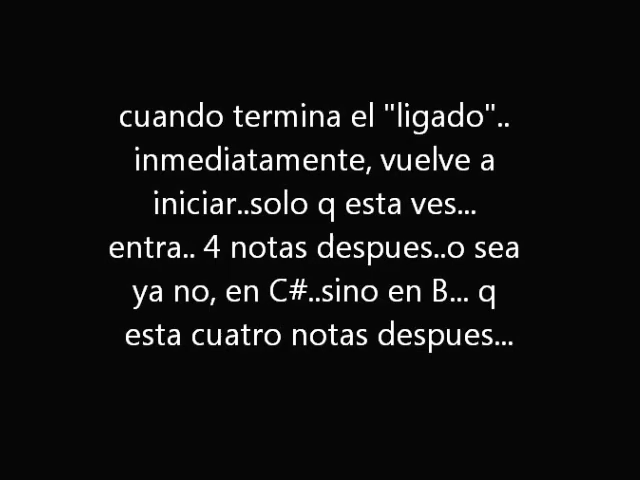 cuando termina el "ligado"..
inmediatamente, vuelve a
iniciar..solo q esta ves...
entra.. 4 notas despues..o sea
ya no, en C#..sino en B... q
esta cuatro notas despues...